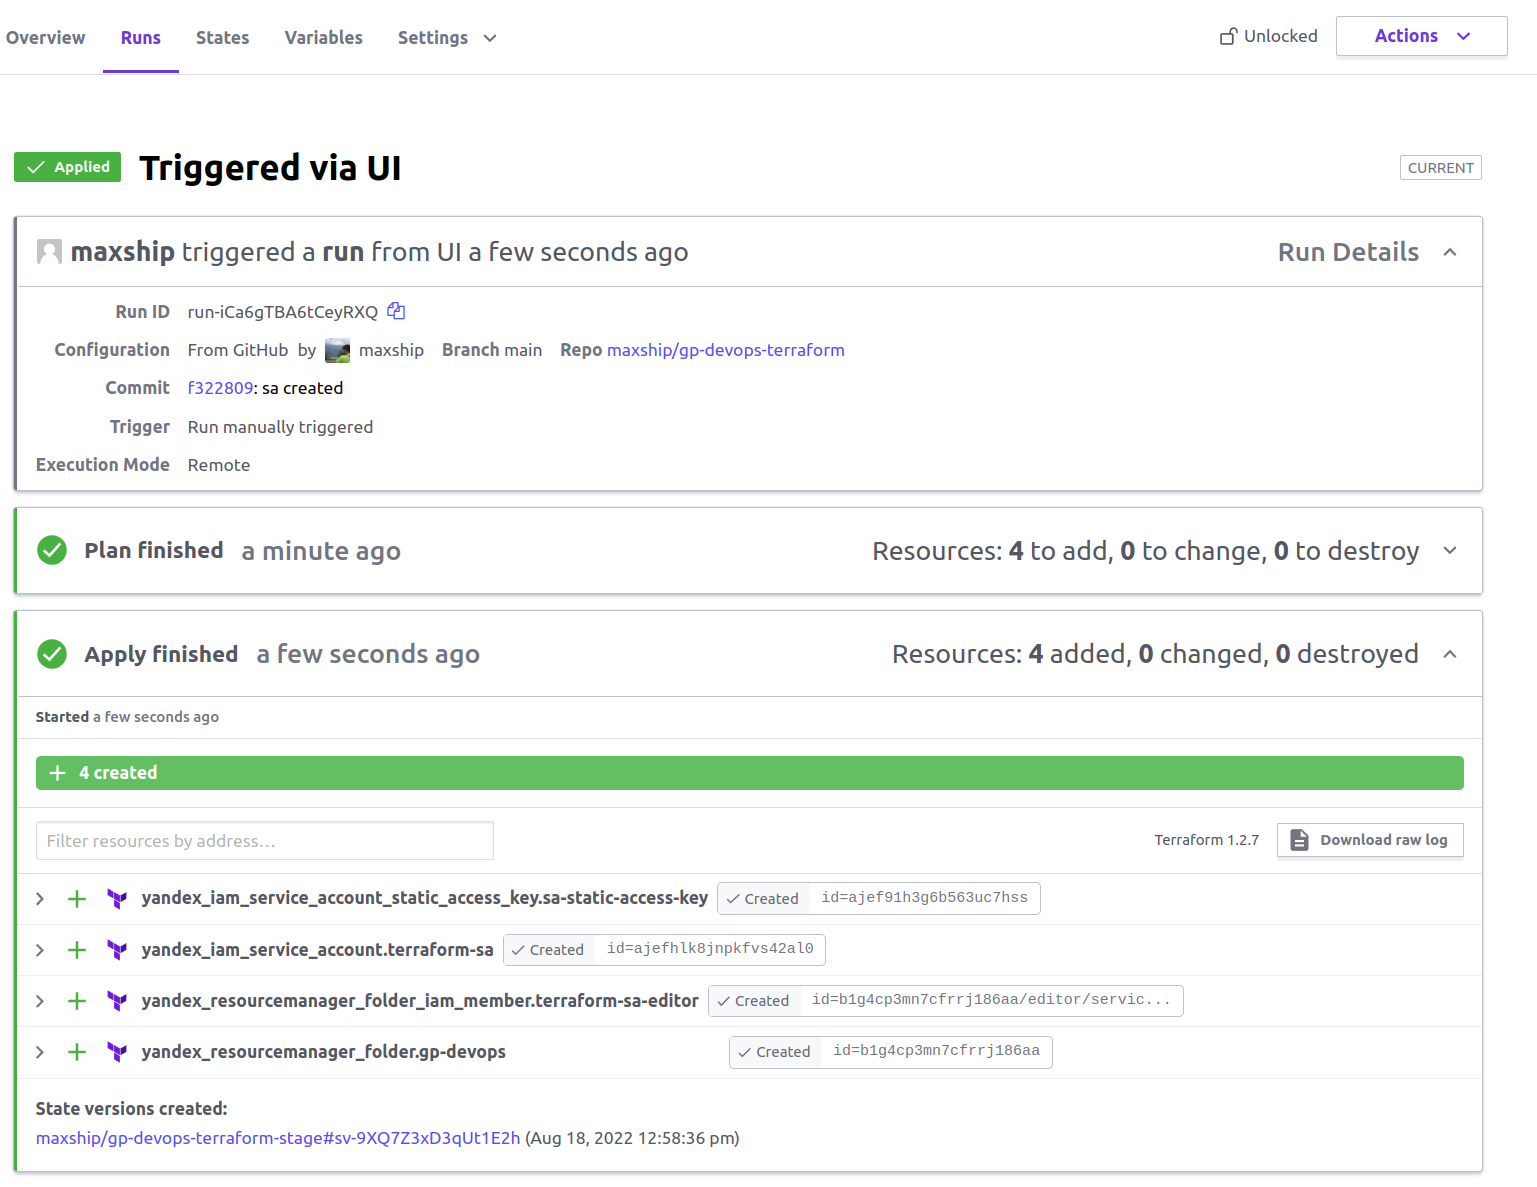 Overview Runs States Variables Settings Unlocked Actions
Applied Triggered via UI CURRENT
maxship triggered a run from UI a few seconds ago Run Details
Run ID run-iCa6gTBA6tCeyRXQ
Configuration From GitHub by maxship Branch main Repo maxship/gp-devops-terraform
Commit f322809: sa created
Trigger Run manually triggered
Execution Mode Remote
Plan finished a minute ago Resources: 4 to add, 0 to change, 0 to destroy
Apply finished a few seconds ago Resources: 4 added, 0 changed, 0 destroyed
Started a few seconds ago
4 created
Filter resources by address... Terraform 1.2.7 Download raw log
yandex_iam_service_account_static_access_key.sa-static-access-key Created id=ajef91h3g6b563uc7hss
yandex_iam_service_account.terraform-sa Created id=ajefhlk8jnpkfvs42al0
yandex_resourcemanager_folder_iam_member.terraform-sa-editor Created id=b1g4cp3mn7cfrrj186aa/editor/servic...
yandex_resourcemanager_folder.gp-devops Created id=b1g4cp3mn7cfrrj186aa
State versions created:
maxship/gp-devops-terraform-stage#sv-9XQ7Z3xD3qUt1E2h (Aug 18, 2022 12:58:36 pm)